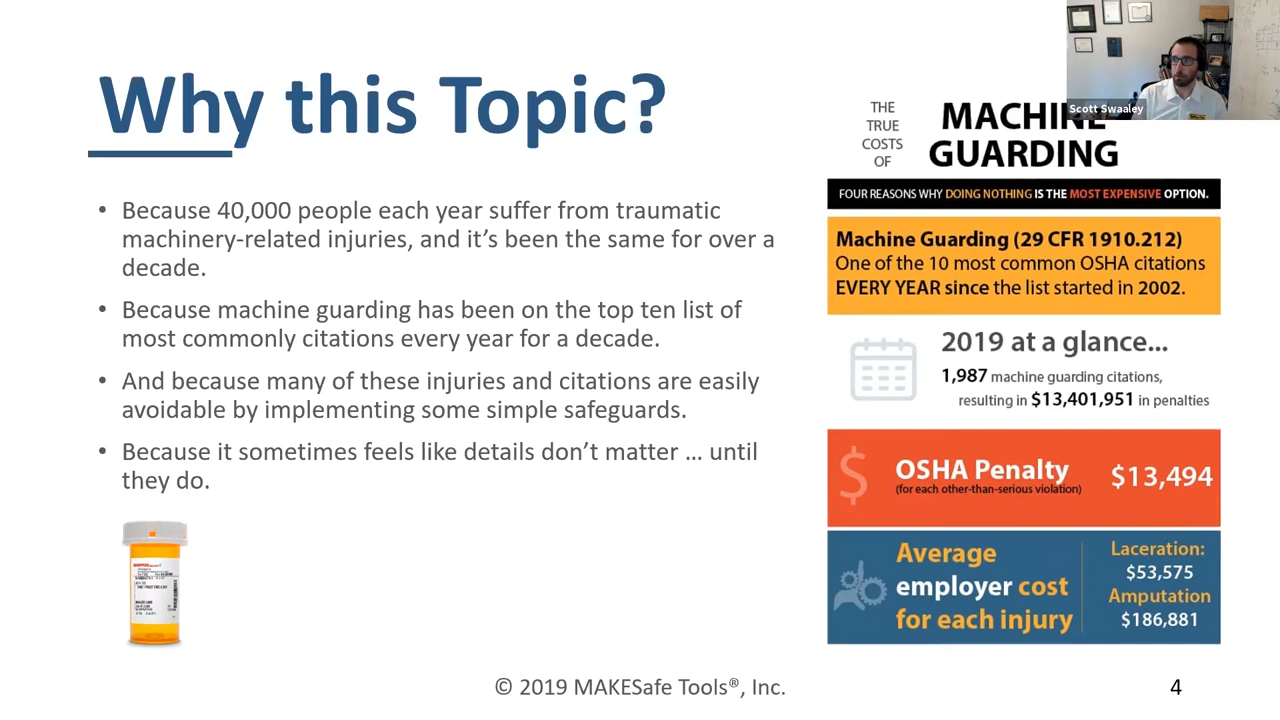 Why this Topic?
• Because 40,000 people each year suffer from traumatic
machinery-related injuries, and it's been the same for over a
decade.
• Because machine guarding has been on the top ten list of
most commonly citations every year for a decade.
• And because many of these injuries and citations are easily
avoidable by implementing some simple safeguards.
• Because it sometimes feels like details don't matter ... until
they do.
Scott Swaaley
THE
TRUE
COSTS
OF
MACHINE
GUARDING
FOUR REASONS WHY DOING NOTHING IS THE MOST EXPENSIVE OPTION.
Machine Guarding (29 CFR 1910.212)
One of the 10 most common OSHA citations
EVERY YEAR since the list started in 2002.
2019 at a glance...
1,987 machine guarding citations,
resulting in $13,401,951 in penalties
$
OSHA Penalty
(for each other-than-serious violation)
$13,494
Average
employer cost
for each injury
Laceration:
$53,575
Amputation
$186,881
© 2019 MAKESafe Tools®, Inc.
4